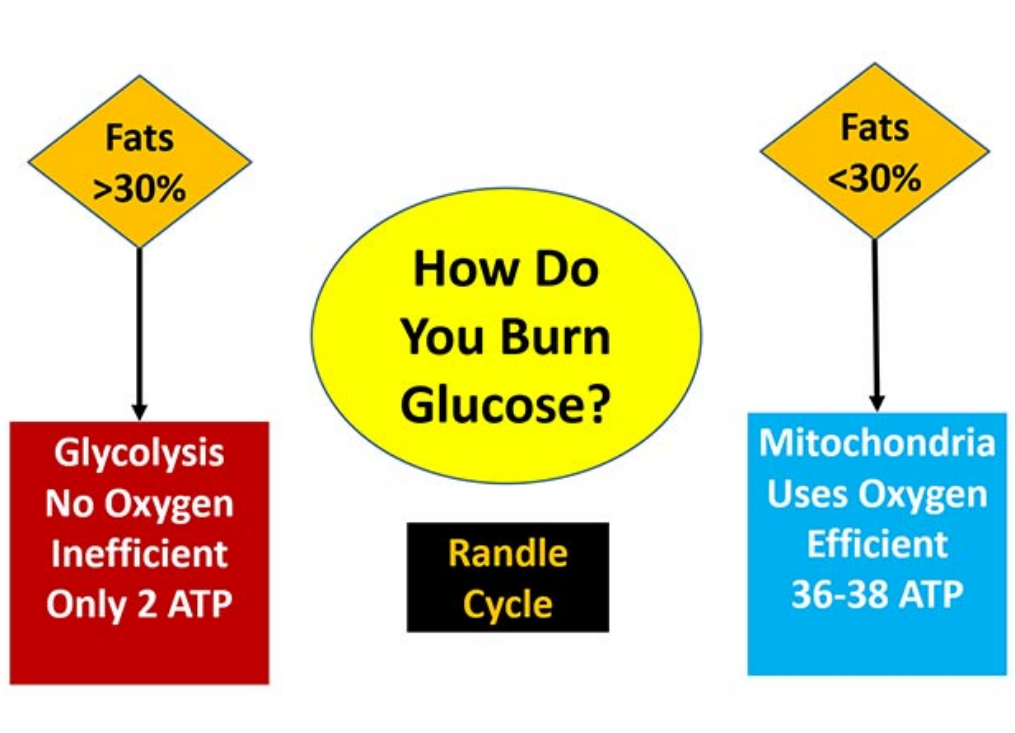 Fats
>30%
Fats
<30%
How Do
You Burn
Glucose?
Glycolysis
No Oxygen
Inefficient
Only 2 ATP
Randle
Cycle
Mitochondria
Uses Oxygen
Efficient
36-38 ATP